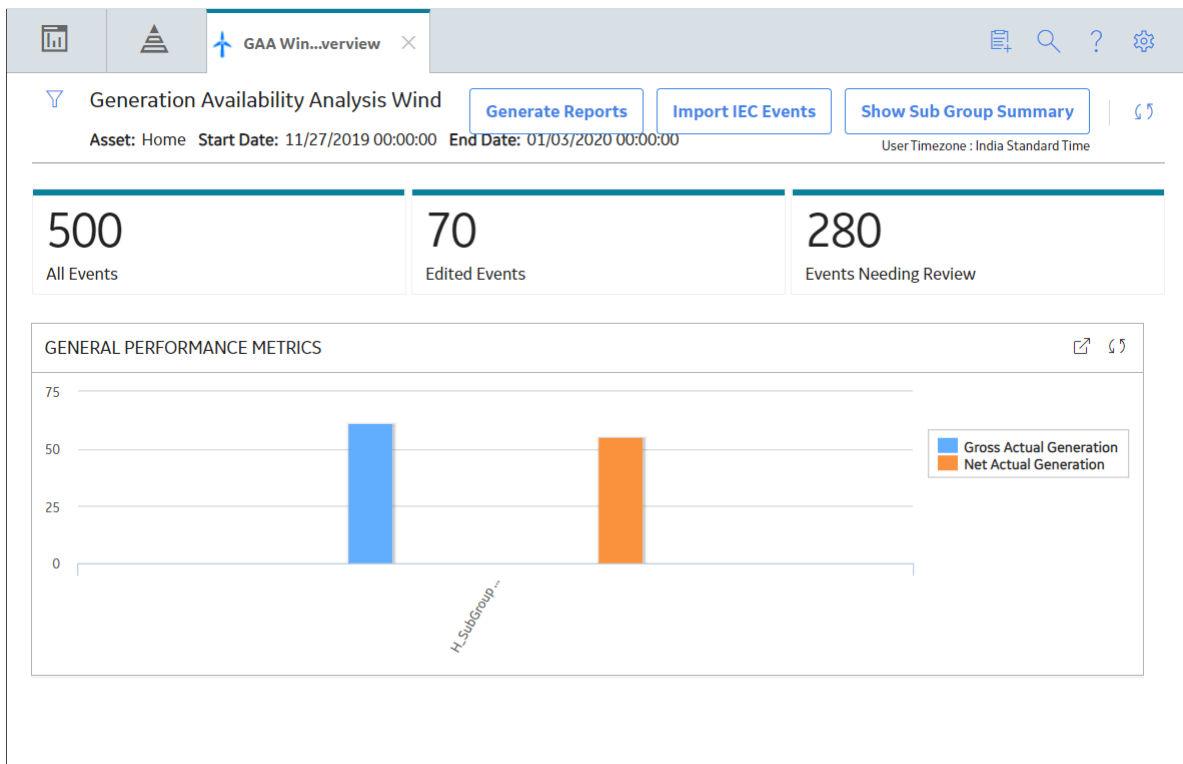 GAA Win...verview
Generation Availability Analysis Wind
Generate Reports
Import IEC Events
Show Sub Group Summary
Asset: Home Start Date: 11/27/2019 00:00:00 End Date: 01/03/2020 00:00:00
User Timezone : India Standard Time
500
All Events
70
Edited Events
280
Events Needing Review
GENERAL PERFORMANCE METRICS
75
50
25
0
H_SubGroup...
Gross Actual Generation
Net Actual Generation